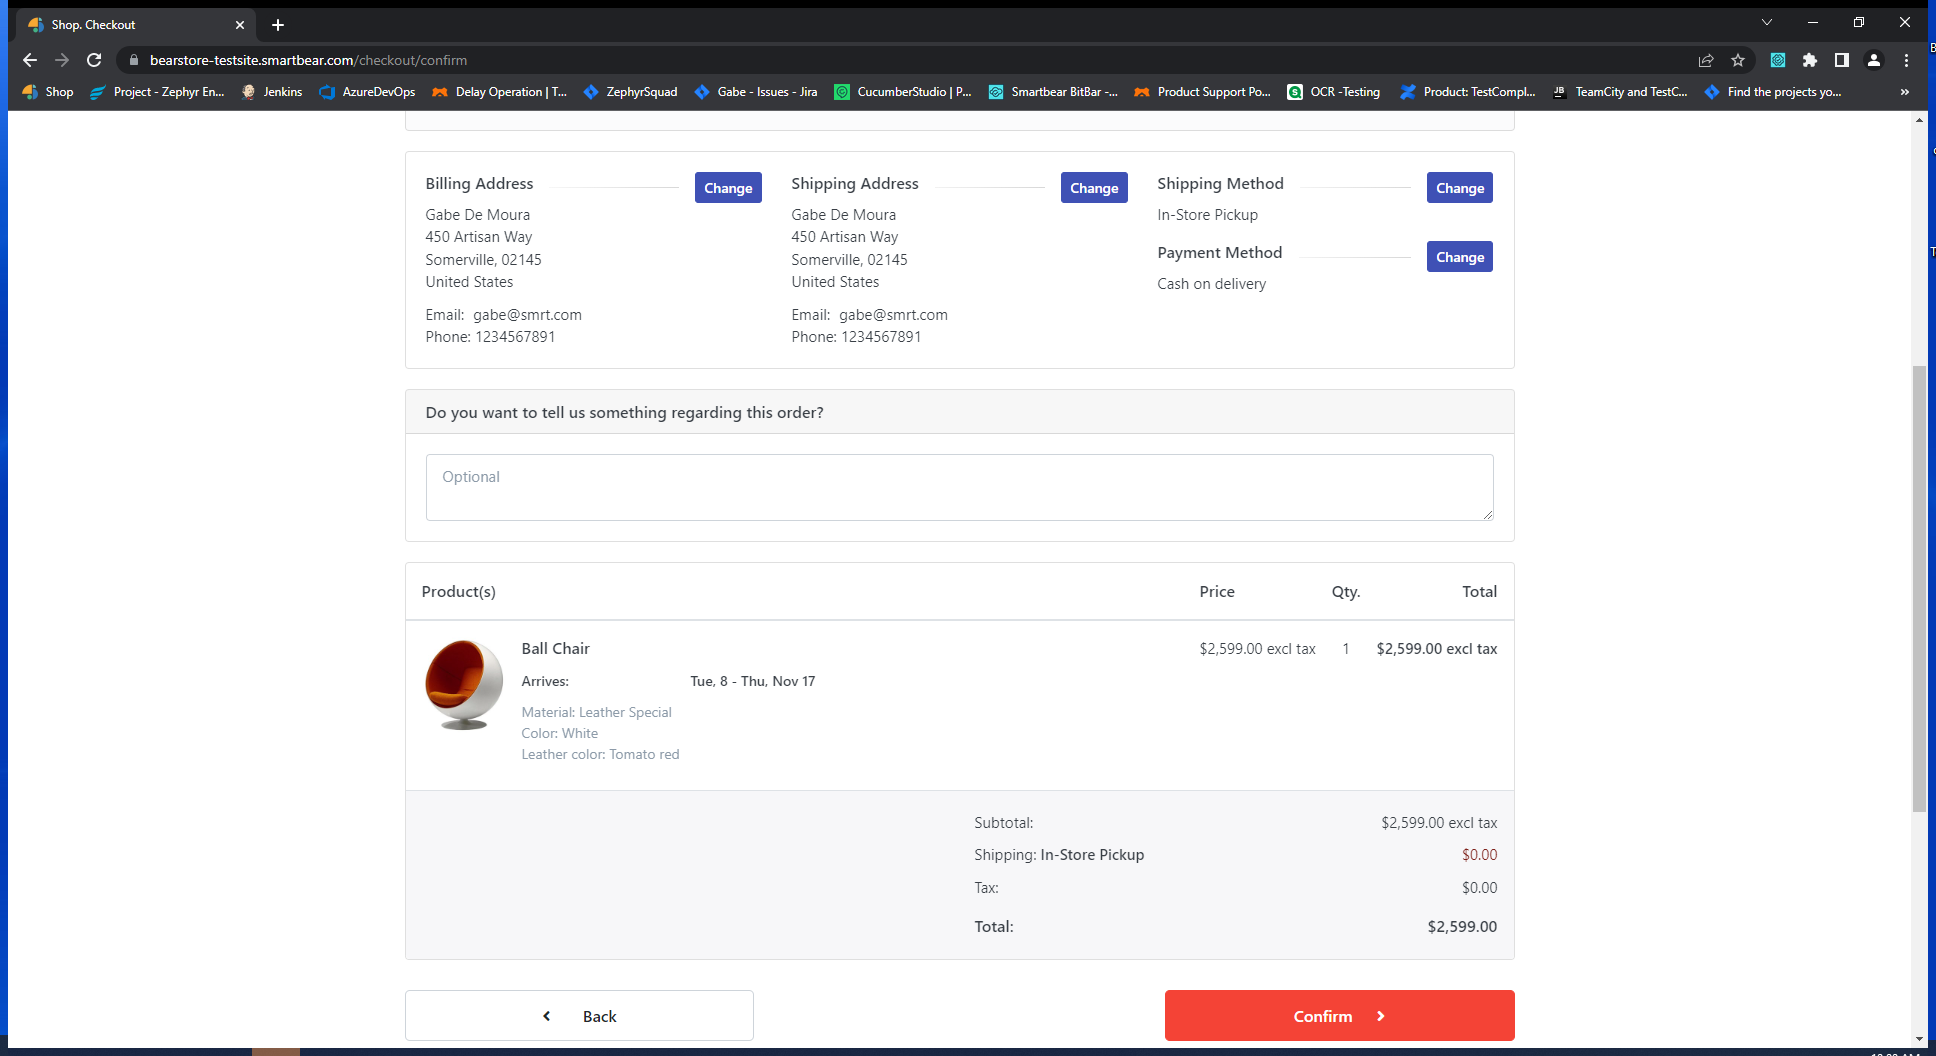 Shop. Checkout
bearstore-testsite.smartbear.com/checkout/confirm
Shop
Project - Zephyr En...
Jenkins
AzureDevOps
Delay Operation | T...
ZephyrSquad
Gabe - Issues - Jira
CucumberStudio | P...
Smartbear BitBar -...
Product Support Po...
OCR -Testing
Product: TestCompl...
TeamCity and TestC...
Find the projects yo...
»
Billing Address
Change
Gabe De Moura
450 Artisan Way
Somerville, 02145
United States
Email: gabe@smrt.com
Phone: 1234567891
Shipping Address
Change
Gabe De Moura
450 Artisan Way
Somerville, 02145
United States
Email: gabe@smrt.com
Phone: 1234567891
Shipping Method
Change
In-Store Pickup
Payment Method
Change
Cash on delivery
Do you want to tell us something regarding this order?
Optional
Product(s) Price Qty. Total
Ball Chair $2,599.00 excl tax 1 $2,599.00 excl tax
Arrives: Tue, 8 - Thu, Nov 17
Material: Leather Special
Color: White
Leather color: Tomato red
Subtotal: $2,599.00 excl tax
Shipping: In-Store Pickup $0.00
Tax: $0.00
Total: $2,599.00
Back
Confirm